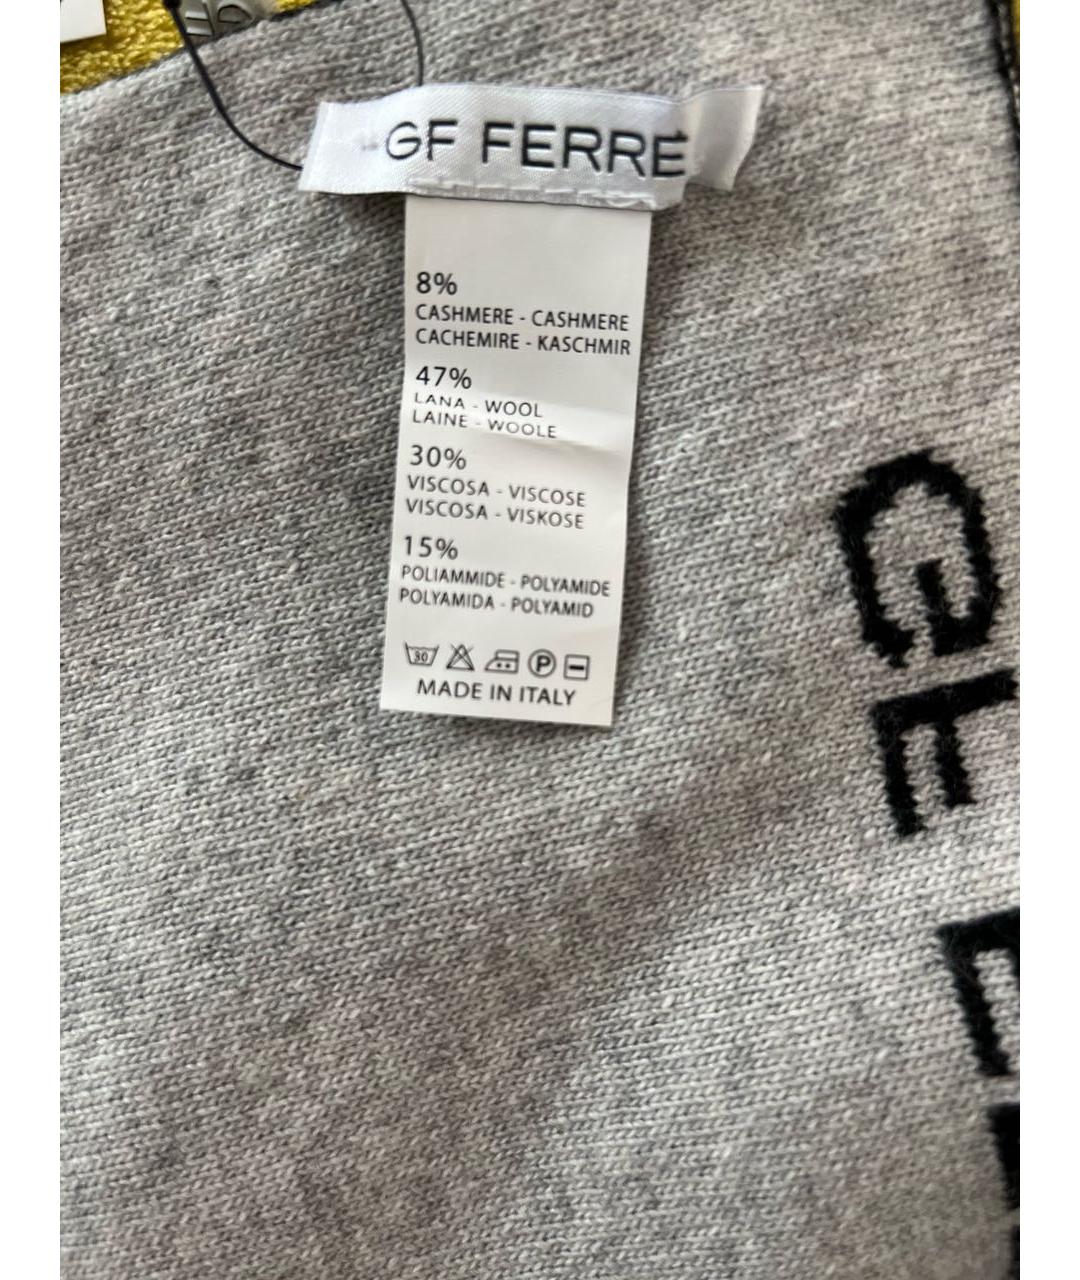 GF FERRE
8%
CASHMERE - CASHMERE
CACHEMIRE - KASCHMIR
47%
LANA - WOOL
LAINE - WOOLE
30%
VISCOSA - VISCOSE
VISCOSA - VISKOSE
15%
POLIAMMIDE - POLYAMIDE
POLYAMIDA - POLYAMID
30
P
MADE IN ITALY
GF